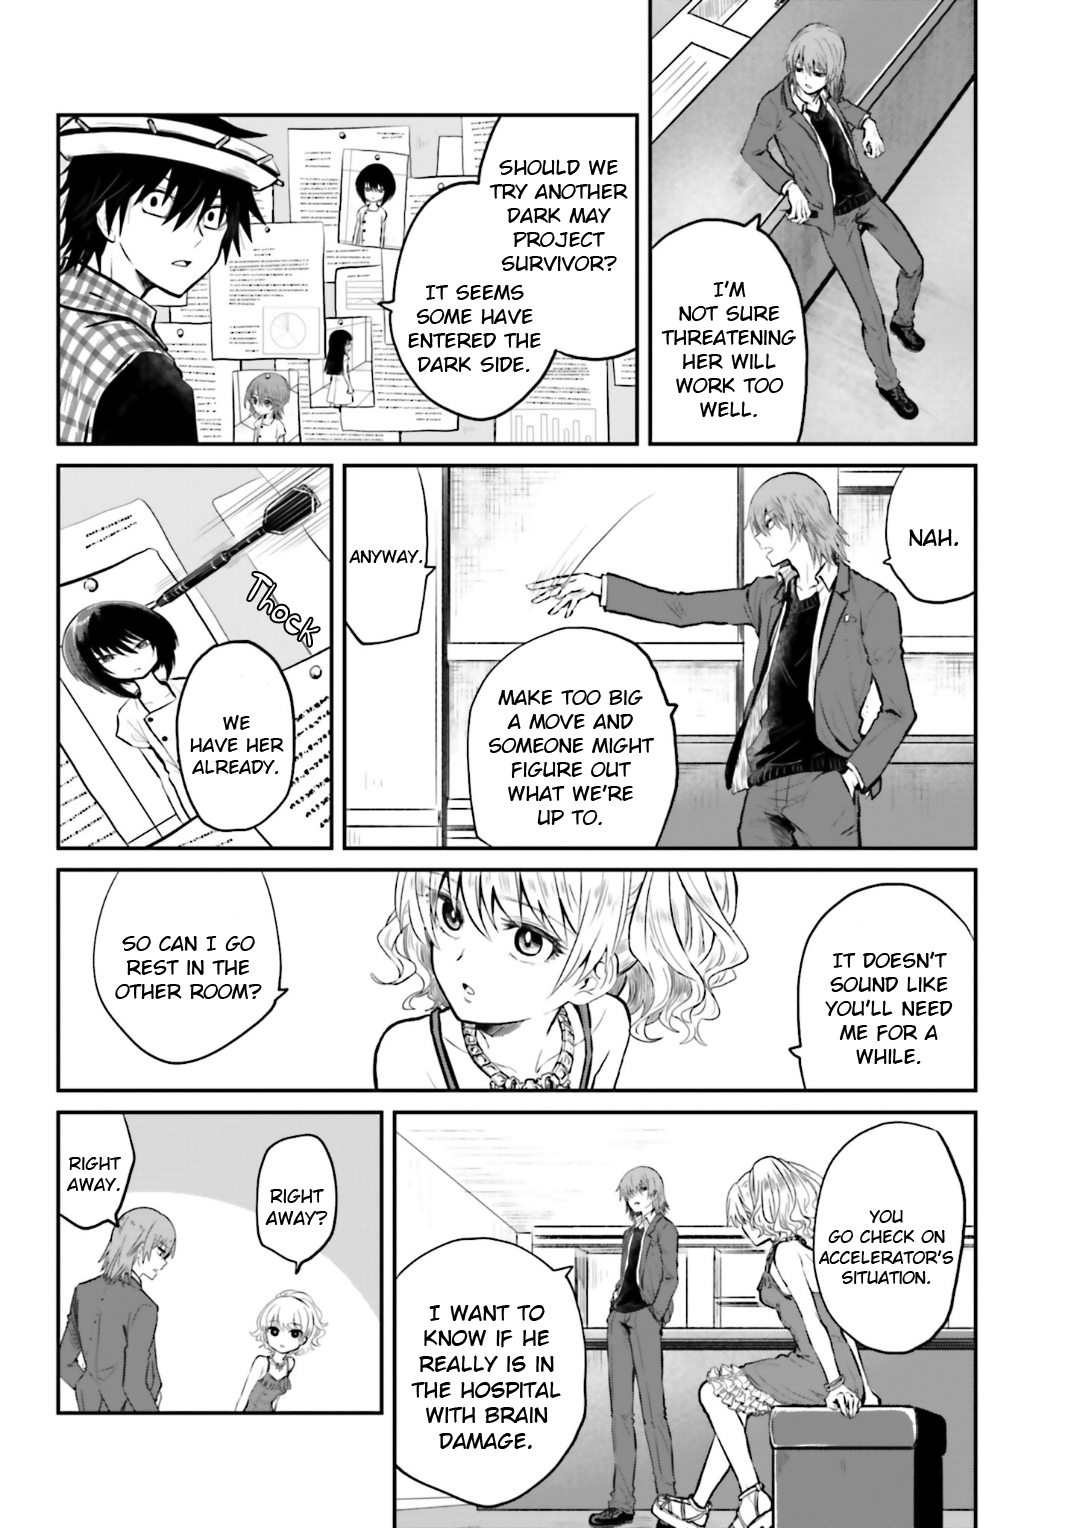 I'M
NOT SURE
THREATENING
HER WILL
WORK TOO
WELL.
SHOULD WE
TRY ANOTHER
DARK MAY
PROJECT
SURVIVOR?
IT SEEMS
SOME HAVE
ENTERED THE
DARK SIDE.
NAH.
MAKE TOO BIG
A MOVE AND
SOMEONE MIGHT
FIGURE OUT
WHAT WE'RE
UP TO.
ANYWAY.
Thock
WE
HAVE HER
ALREADY.
IT DOESN'T
SOUND LIKE
YOU'LL NEED
ME FOR A
WHILE.
SO CAN I GO
REST IN THE
OTHER ROOM?
YOU
GO CHECK ON
ACCELERATOR'S
SITUATION.
I WANT TO
KNOW IF HE
REALLY IS IN
THE HOSPITAL
WITH BRAIN
DAMAGE.
RIGHT
AWAY?
RIGHT
AWAY.